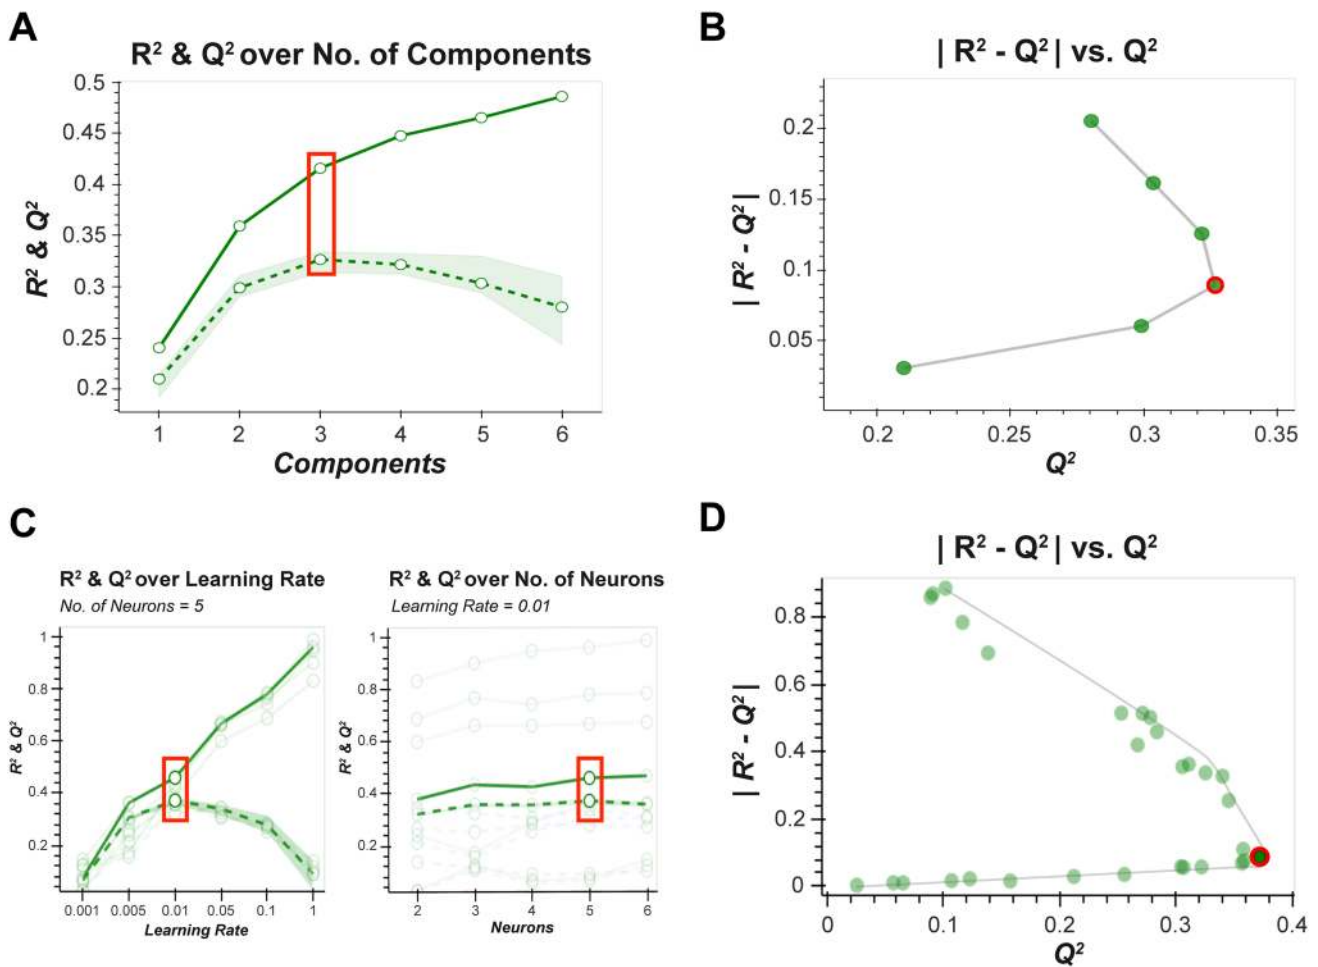 A
R² & Q² over No. of Components
0.5
0.45
0.4
0.35
0.3
0.25
0.2
R² & Q²
1 2 3 4 5 6
Components
B
| R² - Q² | vs. Q²
0.2
0.15
0.1
0.05
| R² - Q² |
0.2 0.25 0.3 0.35
Q²
C
R² & Q² over Learning Rate
No. of Neurons = 5
1
0.8
0.6
0.4
0.2
R² & Q²
0.001 0.005 0.01 0.05 0.1 1
Learning Rate
R² & Q² over No. of Neurons
Learning Rate = 0.01
1
0.8
0.6
0.4
0.2
R² & Q²
2 3 4 5 6
Neurons
D
| R² - Q² | vs. Q²
0.8
0.6
0.4
0.2
0
| R² - Q² |
0 0.1 0.2 0.3 0.4
Q²